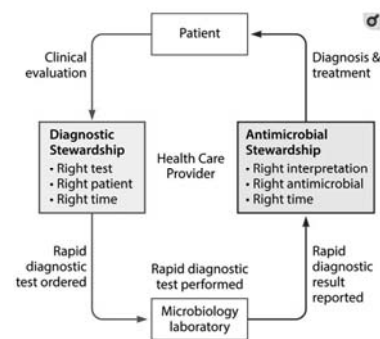 Patient
Clinical
evaluation
Diagnosis &
treatment
Diagnostic
Stewardship
• Right test
• Right patient
• Right time
Health Care
Provider
Antimicrobial
Stewardship
• Right interpretation
• Right antimicrobial
• Right time
Rapid
diagnostic
test ordered
Rapid diagnostic
test performed
Microbiology
laboratory
Rapid
diagnostic
result
reported